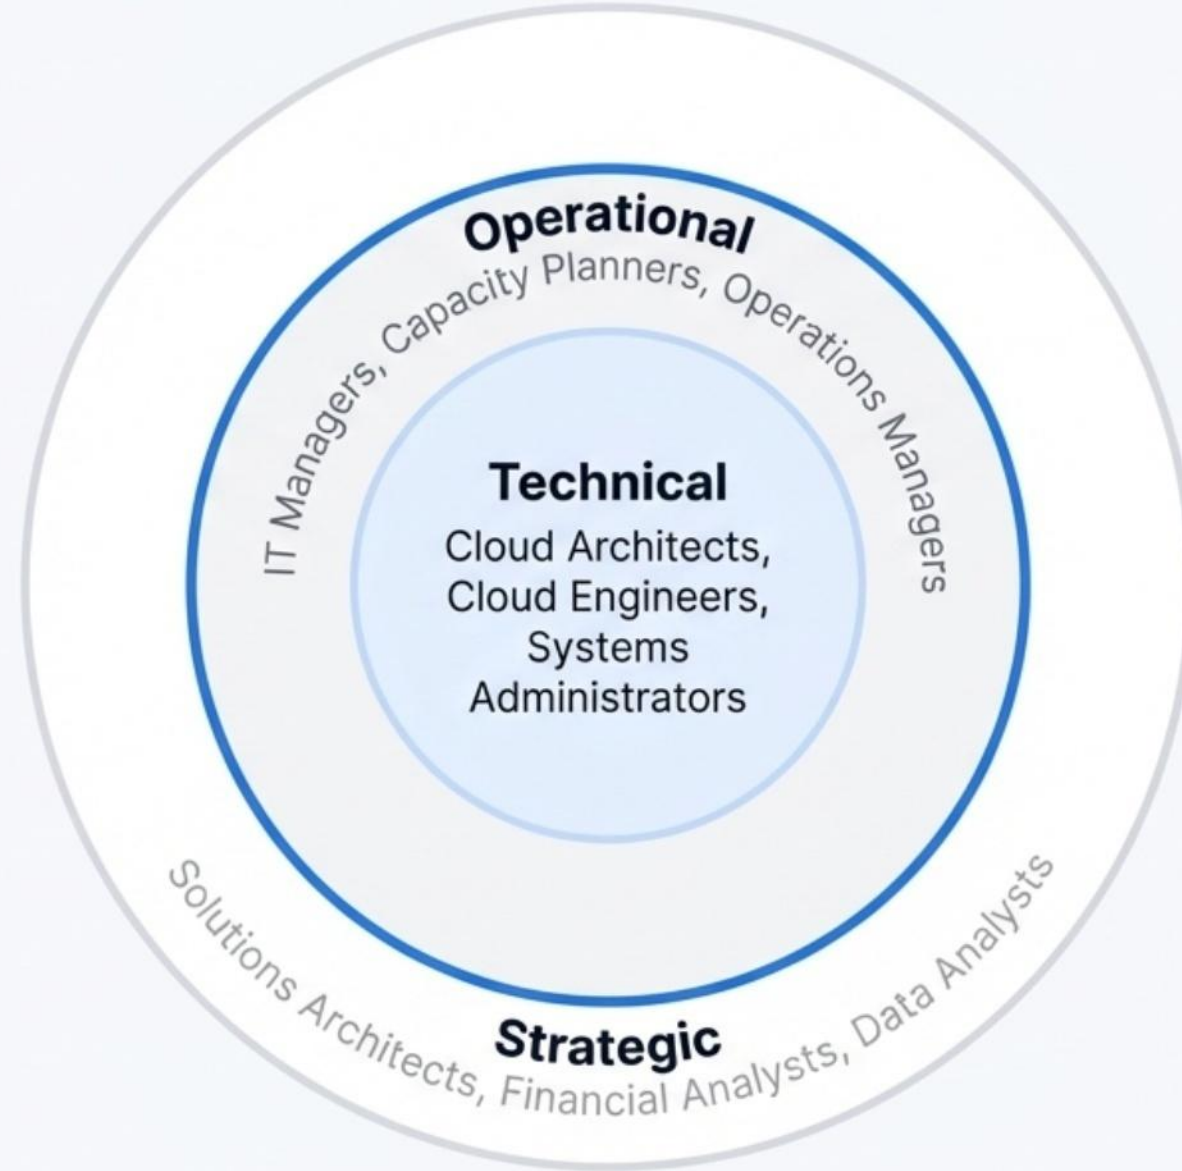 Operational
IT Managers, Capacity Planners, Operations Managers
Technical
Cloud Architects,
Cloud Engineers,
Systems
Administrators
Strategic
Solutions Architects, Financial Analysts, Data Analysts